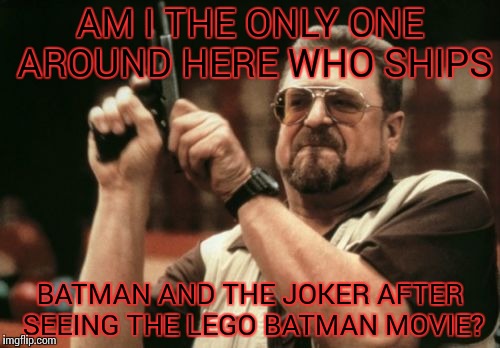 AM I THE ONLY ONE
AROUND HERE WHO SHIPS
BATMAN AND THE JOKER AFTER
SEEING THE LEGO BATMAN MOVIE?
imgflip.com